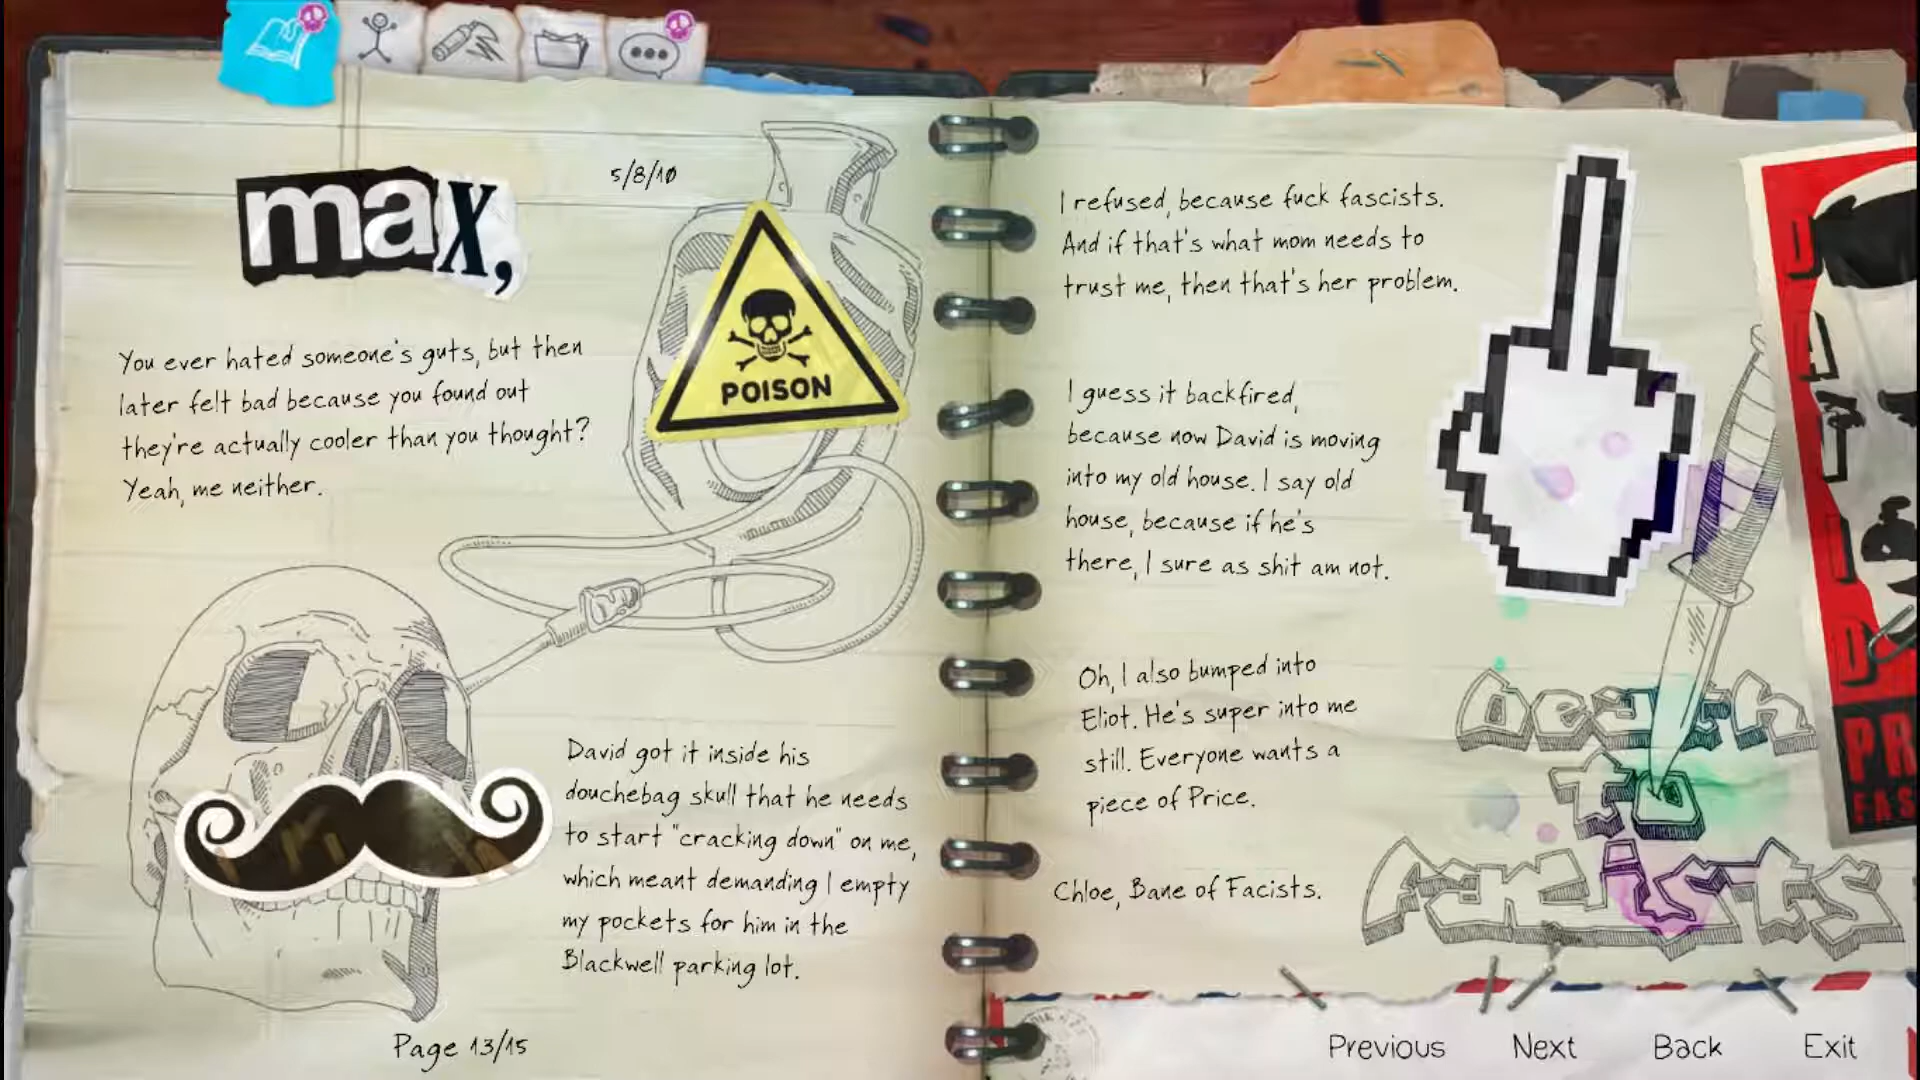 max,
5/8/10
POISON
You ever hated someone's guts, but then
later felt bad because you found out
they're actually cooler than you thought?
Yeah, me neither.
David got it inside his
douchebag skull that he needs
to start "cracking down" on me,
which meant demanding I empty
my pockets for him in the
Blackwell parking lot.
Page 13/15
I refused, because fuck fascists.
And if that's what mom needs to
trust me, then that's her problem.
I guess it backfired,
because now David is moving
into my old house. I say old
house, because if he's
there, I sure as shit am not.
Oh, I also bumped into
Eliot. He's super into me
still. Everyone wants a
piece of Price.
Chloe, Bane of Facists.
Death
DAVID
PR
FAS
Previous
Next
Back
Exit